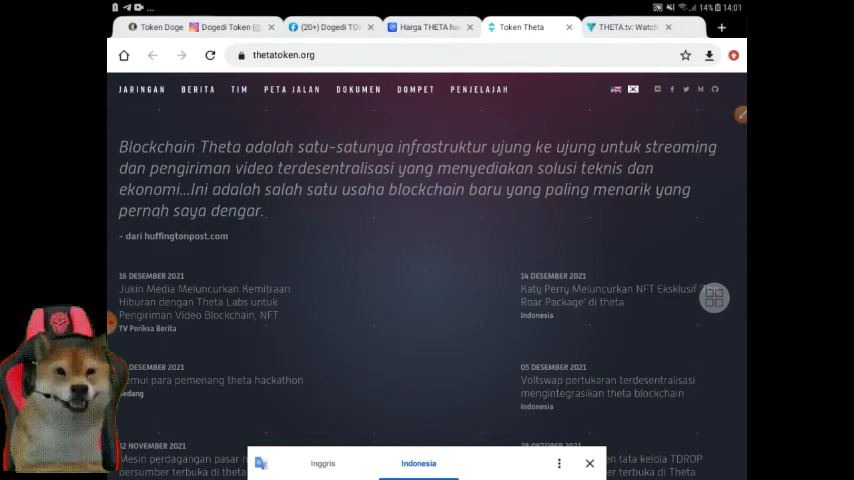 14% 14:01
Token Doge
Dogedi Token (@
(20+) Dogedi TO
Harga THETA ha
Token Theta
THETA.tv: Watch
thetatoken.org
JARINGAN BERITA TIM PETA JALAN DOKUMEN DOMPET PENJELAJAH
Blockchain Theta adalah satu-satunya infrastruktur ujung ke ujung untuk streaming
dan pengiriman video terdesentralisasi yang menyediakan solusi teknis dan
ekonomi...Ini adalah salah satu usaha blockchain baru yang paling menarik yang
pernah saya dengar.
– dari huffingtonpost.com
16 DESEMBER 2021
Jukin Media Meluncurkan Kemitraan
Hiburan dengan Theta Labs untuk
Pengiriman Video Blockchain, NFT
TV Periksa Berita
14 DESEMBER 2021
Katy Perry Meluncurkan NFT Eksklusif
Roar Package' di theta
Indonesia
DESEMBER 2021
emui para pemenang theta hackathon
edang
05 DESEMBER 2021
Voltswap pertukaran terdesentralisasi
mengintegrasikan theta blockchain
Indonesia
NOVEMBER 2021
Mesin perdagangan pasar
bersumber terbuka di theta
28 OKTOBER 2021
en tata kelola TDROP
er terbuka di Theta
Inggris
Indonesia